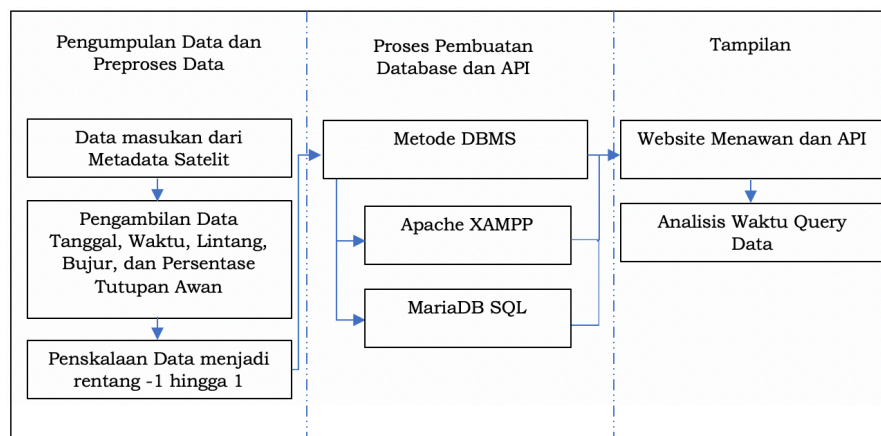 Pengumpulan Data dan
Preproses Data
Data masukan dari
Metadata Satelit
Pengambilan Data
Tanggal, Waktu, Lintang,
Bujur, dan Persentase
Tutupan Awan
Penskalaan Data menjadi
rentang -1 hingga 1
Proses Pembuatan
Database dan API
Metode DBMS
Apache XAMPP
MariaDB SQL
Tampilan
Website Menawan dan API
Analisis Waktu Query
Data